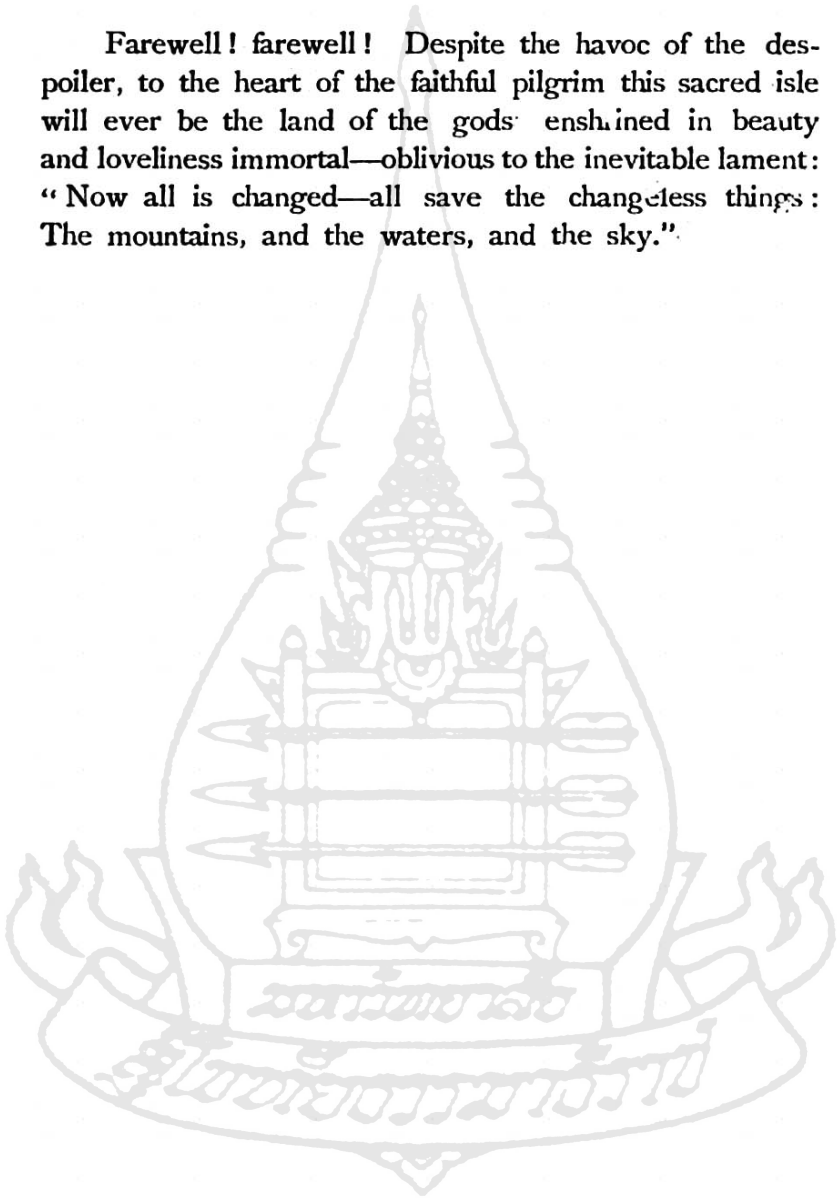 Farewell ! farewell ! Despite the havoc of the des-
poiler, to the heart of the faithful pilgrim this sacred isle
will ever be the land of the gods enshrined in beauty
and loveliness immortal—oblivious to the inevitable lament:
“ Now all is changed—all save the changeless things :
The mountains, and the waters, and the sky.”